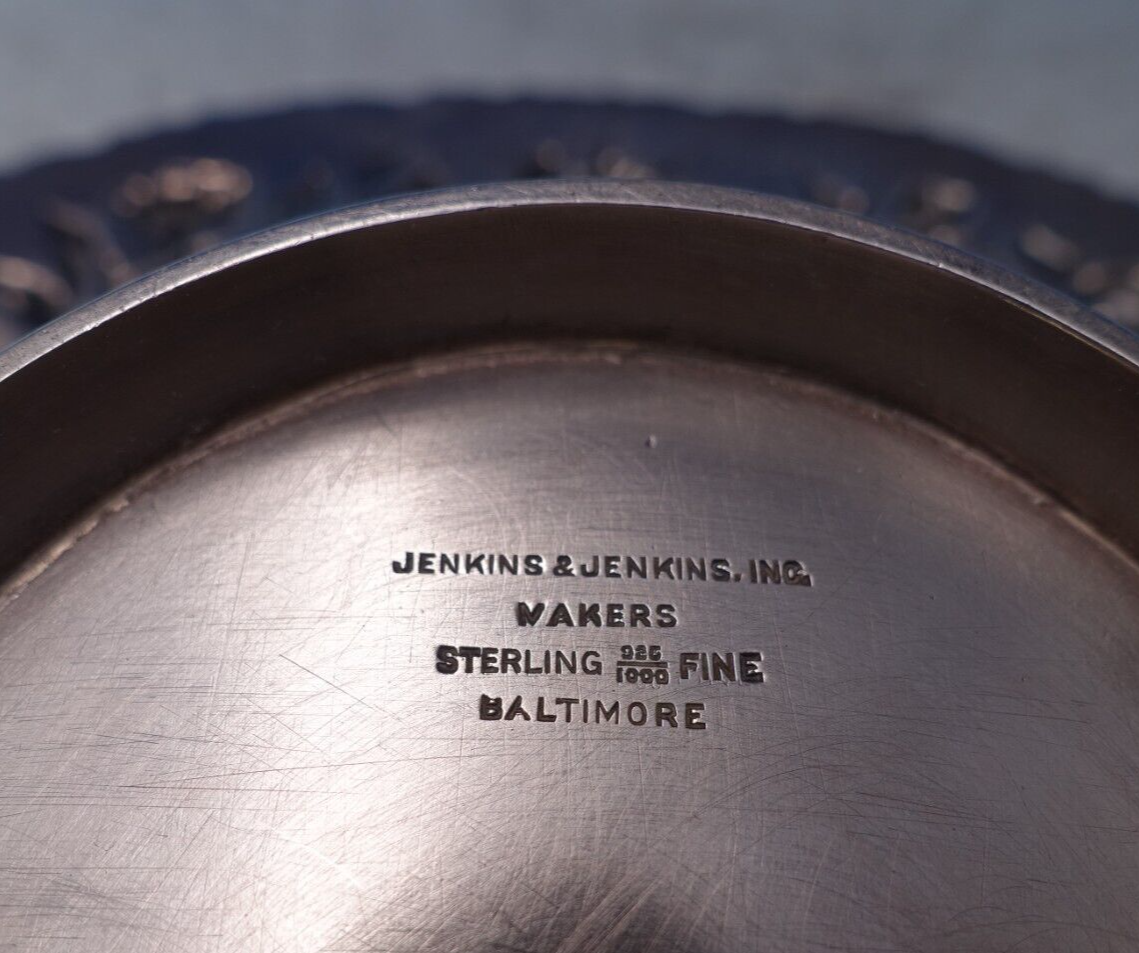 JENKINS & JENKINS, INC.
MAKERS
STERLING 925/1000 FINE
BALTIMORE